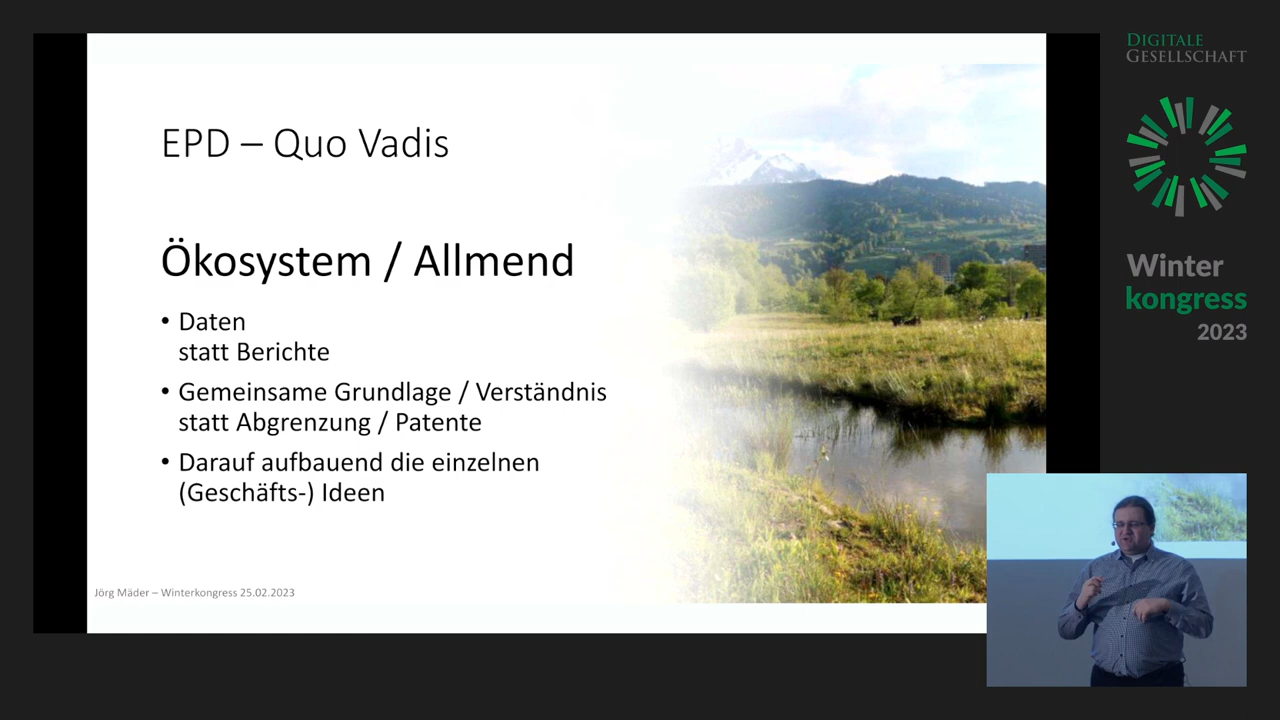 EPD – Quo Vadis
Ökosystem / Allmend
• Daten
statt Berichte
• Gemeinsame Grundlage / Verständnis
statt Abgrenzung / Patente
• Darauf aufbauend die einzelnen
(Geschäfts-) Ideen
Jörg Mäder – Winterkongress 25.02.2023
DIGITALE
GESELLSCHAFT
Winter
kongress
2023